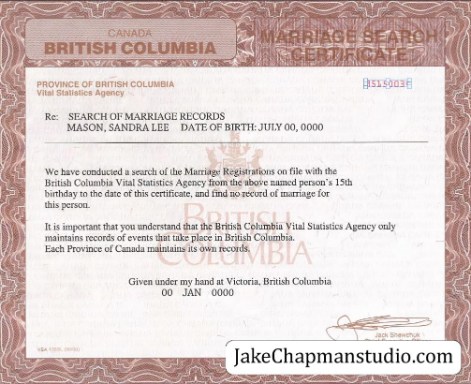 CANADA
BRITISH COLUMBIA
MARRIAGE SEARCH
CERTIFICATE
PROVINCE OF BRITISH COLUMBIA
Vital Statistics Agency
Re: SEARCH OF MARRIAGE RECORDS
MASON, SANDRA LEE DATE OF BIRTH: JULY 00, 0000
We have conducted a search of the Marriage Registrations on file with the
British Columbia Vital Statistics Agency from the above named person's 15th
birthday to the date of this certificate, and find no record of marriage for
this person.
British
Columbia
It is important that you understand that the British Columbia Vital Statistics Agency only
maintains records of events that take place in British Columbia.
Each Province of Canada maintains its own records.
Given under my hand at Victoria, British Columbia
00 JAN 0000
Jack Shewchuk
JakeChapmanstudio.com